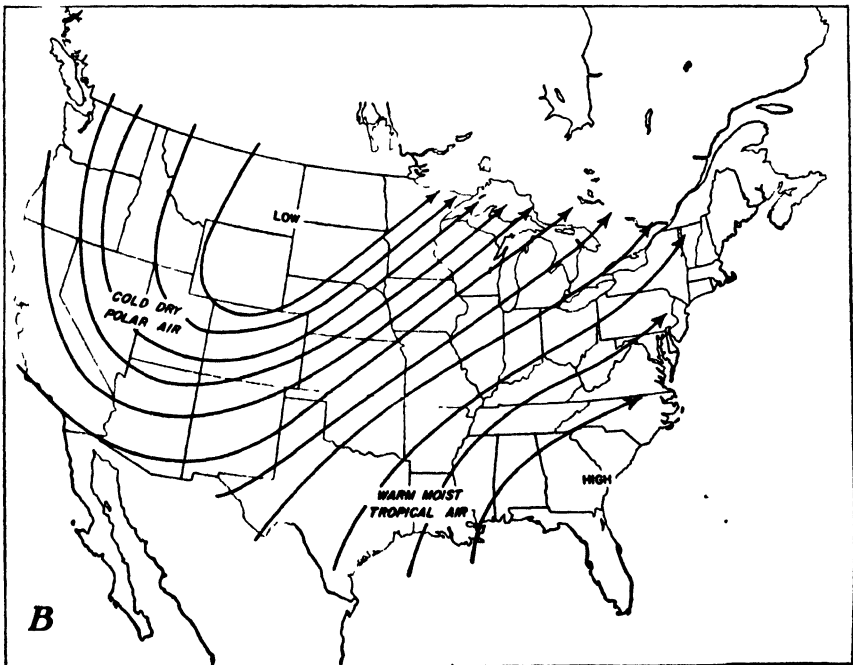 LOW
COLD DRY
POLAR AIR
HIGH
WARM MOIST
TROPICAL AIR
B